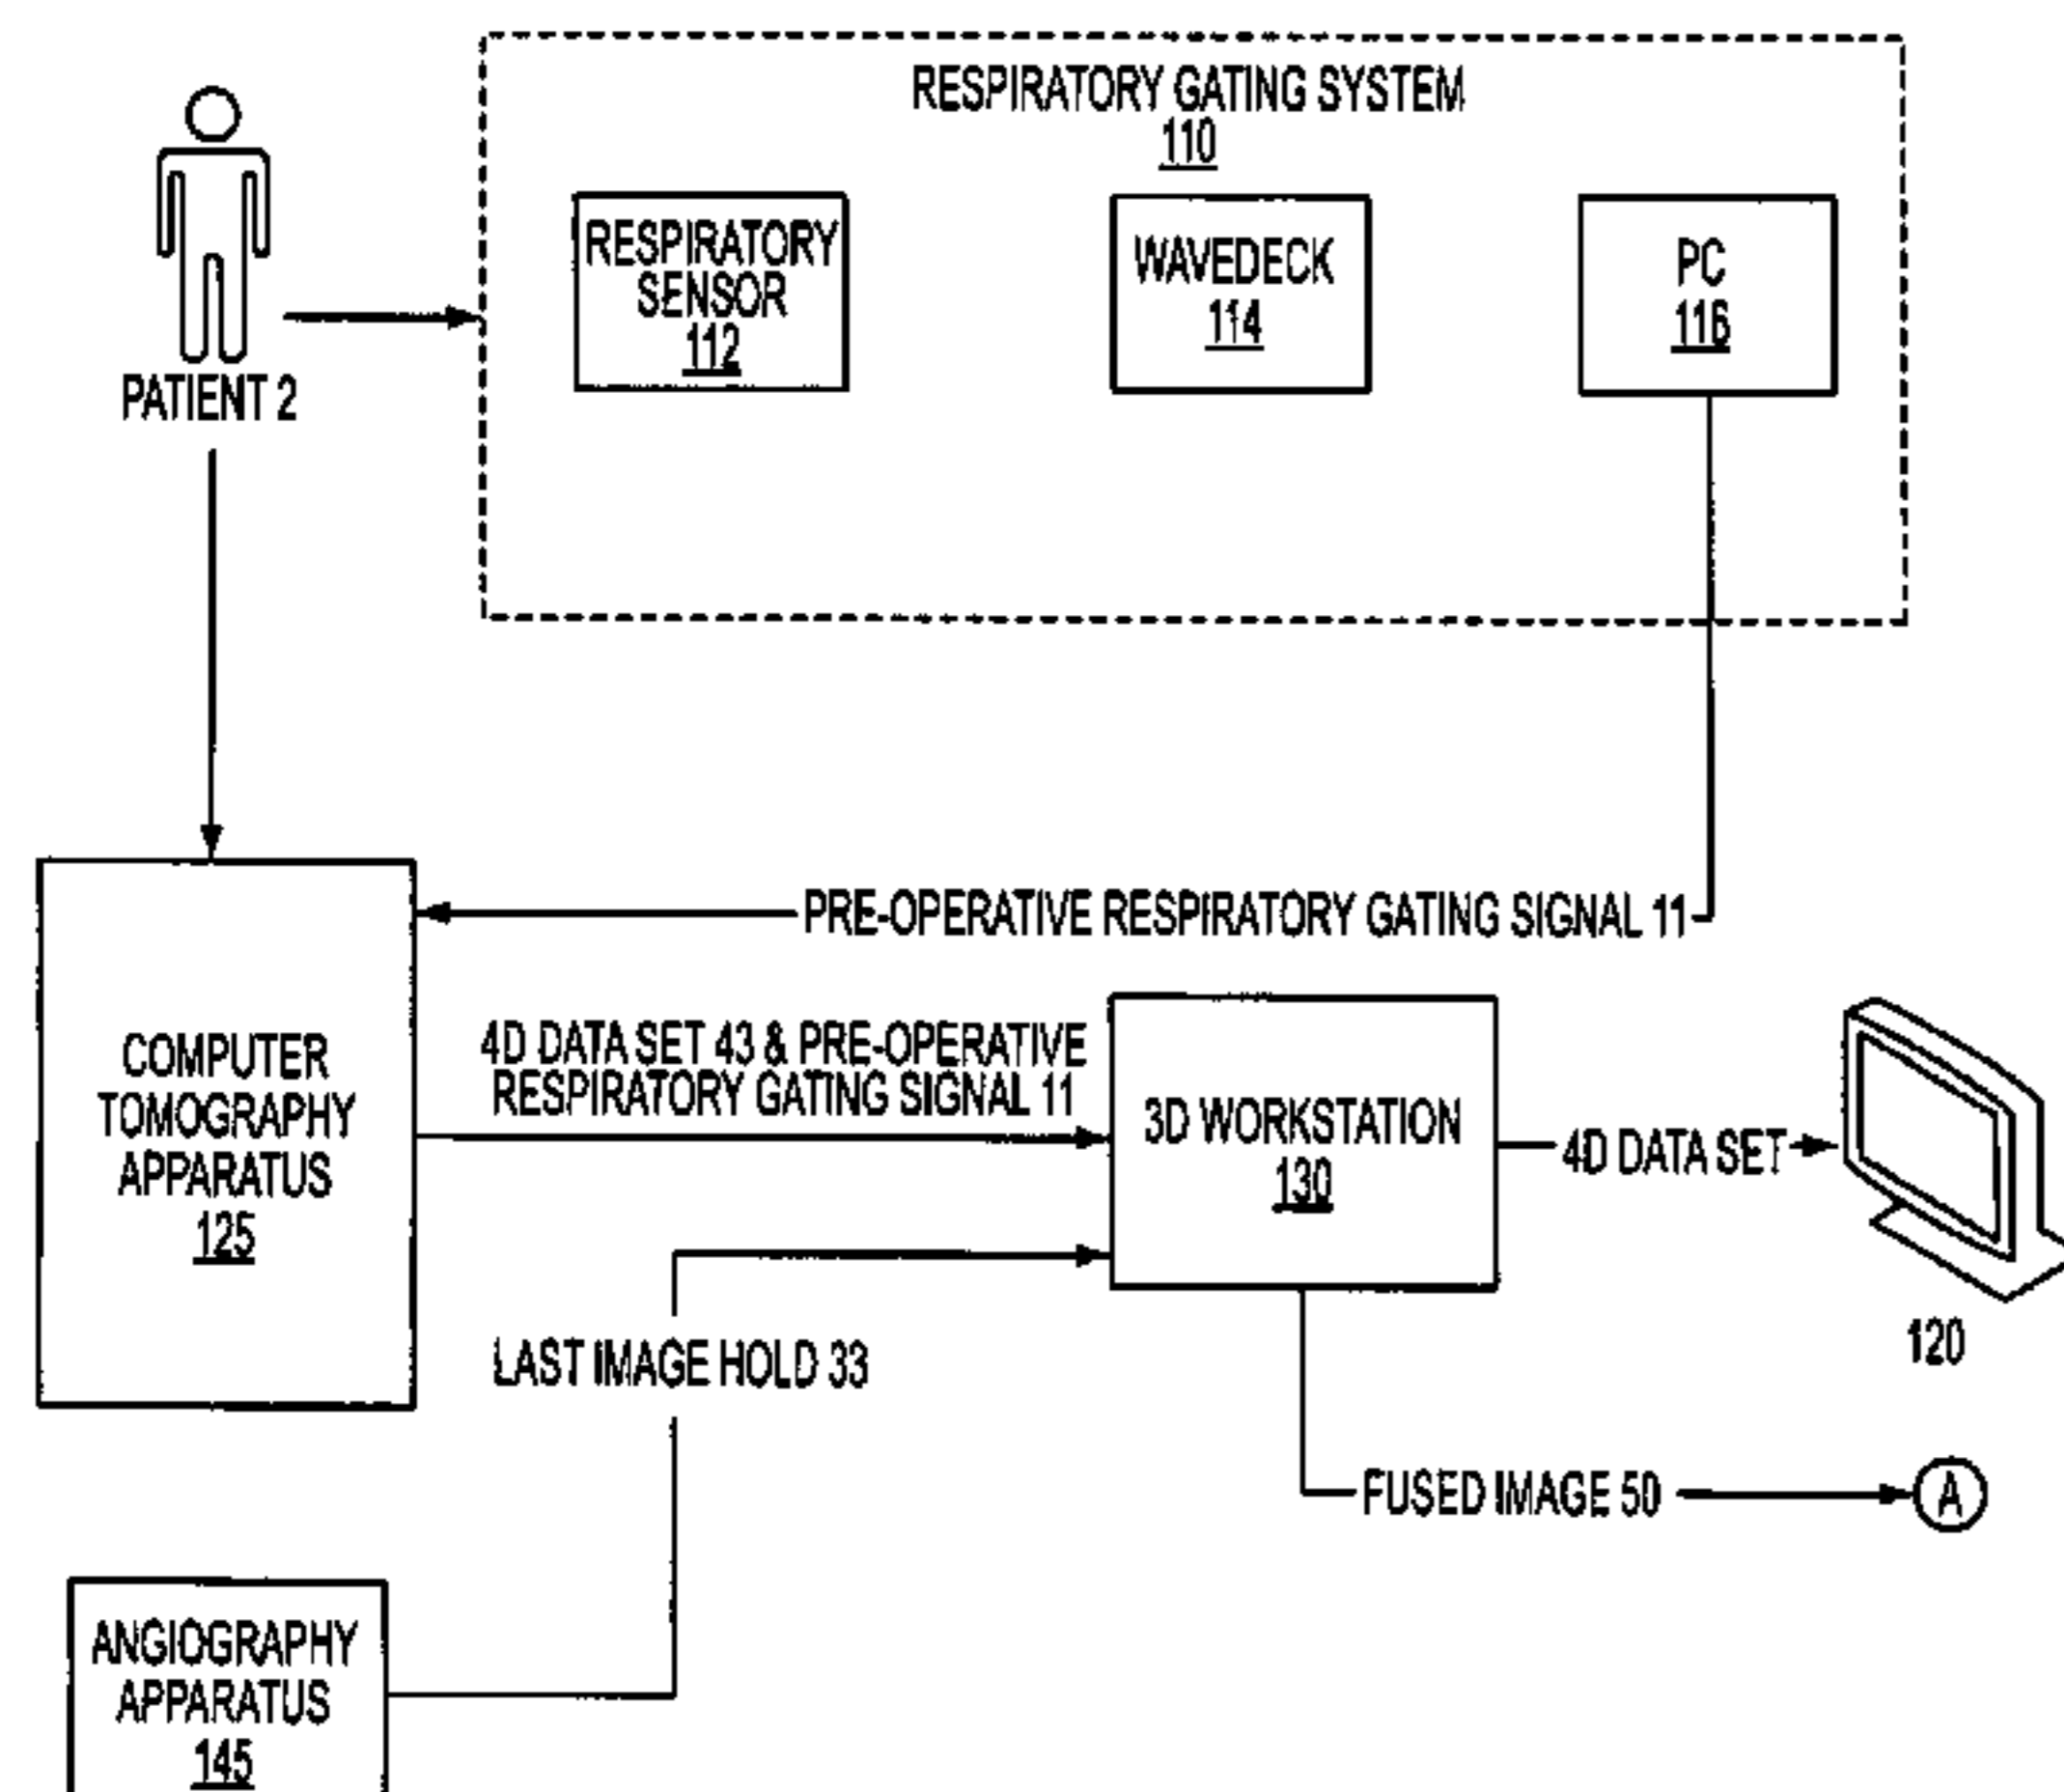 RESPIRATORY GATING SYSTEM
110
RESPIRATORY
SENSOR
112
WAVEDECK
114
PC
116
PATIENT 2
PRE-OPERATIVE RESPIRATORY GATING SIGNAL 11
COMPUTER
TOMOGRAPHY
APPARATUS
125
4D DATA SET 43 & PRE-OPERATIVE
RESPIRATORY GATING SIGNAL 11
3D WORKSTATION
130
4D DATA SET
120
LAST IMAGE HOLD 33
FUSED IMAGE 50
A
ANGIOGRAPHY
APPARATUS
145